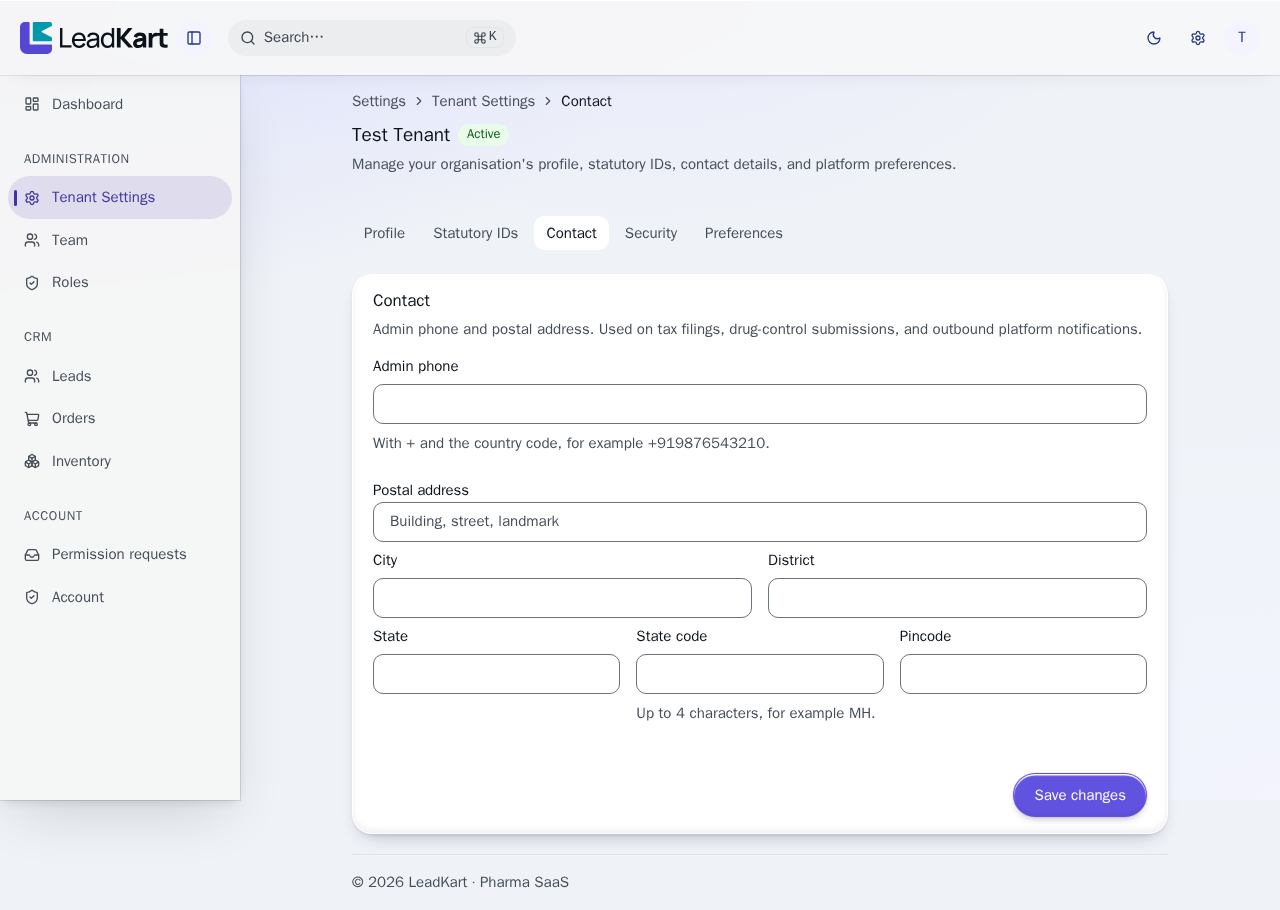 LeadKart
Search···
⌘K
T
Dashboard
ADMINISTRATION
Tenant Settings
Team
Roles
CRM
Leads
Orders
Inventory
ACCOUNT
Permission requests
Account
Settings > Tenant Settings > Contact
Test Tenant Active
Manage your organisation's profile, statutory IDs, contact details, and platform preferences.
Profile Statutory IDs Contact Security Preferences
Contact
Admin phone and postal address. Used on tax filings, drug-control submissions, and outbound platform notifications.
Admin phone
With + and the country code, for example +919876543210.
Postal address
Building, street, landmark
City District
State State code Pincode
Up to 4 characters, for example MH.
Save changes
© 2026 LeadKart · Pharma SaaS